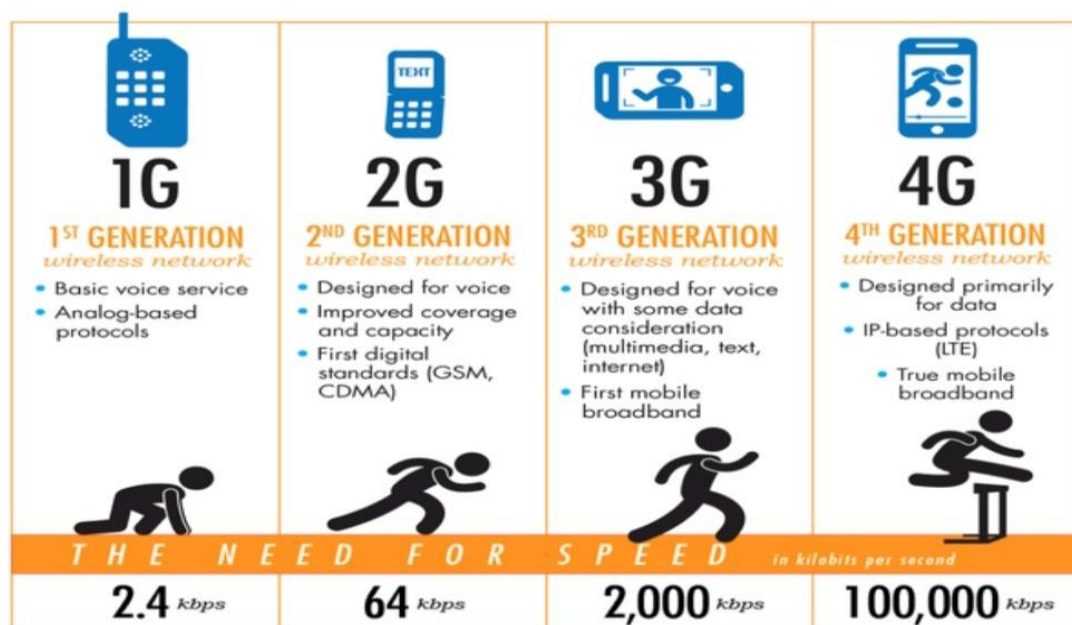 TEXT
1G
1ST GENERATION
wireless network
• Basic voice service
• Analog-based
protocols
2G
2ND GENERATION
wireless network
• Designed for voice
• Improved coverage
and capacity
• First digital
standards (GSM,
CDMA)
3G
3RD GENERATION
wireless network
• Designed for voice
with some data
consideration
(multimedia, text,
internet)
• First mobile
broadband
4G
4TH GENERATION
wireless network
• Designed primarily
for data
• IP-based protocols
(LTE)
• True mobile
broadband
THE NEED FOR SPEED in kilobits per second
2.4 kbps
64 kbps
2,000 kbps
100,000 kbps